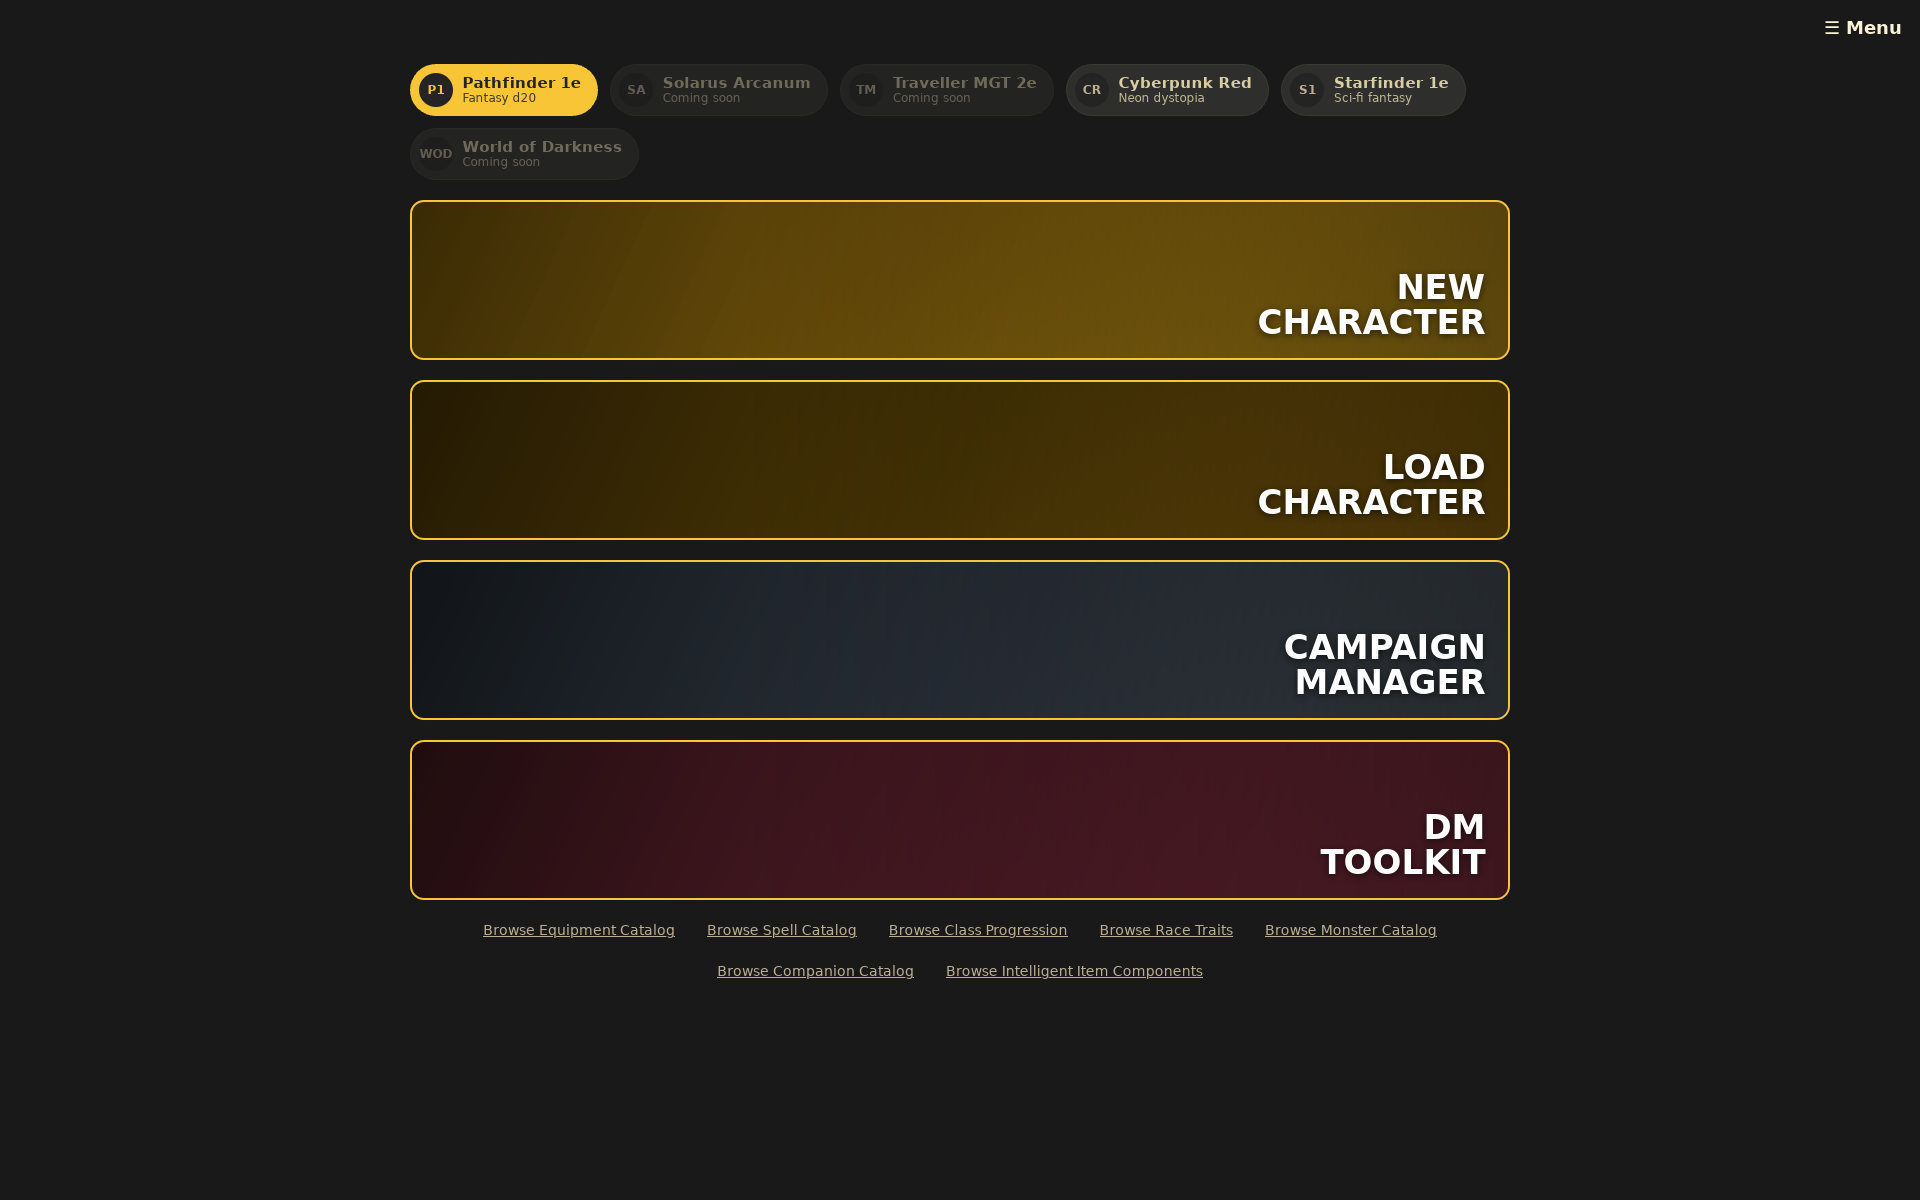 ☰ Menu
P1 Pathfinder 1e
Fantasy d20
SA Solarus Arcanum
Coming soon
TM Traveller MGT 2e
Coming soon
CR Cyberpunk Red
Neon dystopia
S1 Starfinder 1e
Sci-fi fantasy
WOD World of Darkness
Coming soon
NEW
CHARACTER
LOAD
CHARACTER
CAMPAIGN
MANAGER
DM
TOOLKIT
Browse Equipment Catalog Browse Spell Catalog Browse Class Progression Browse Race Traits Browse Monster Catalog
Browse Companion Catalog Browse Intelligent Item Components